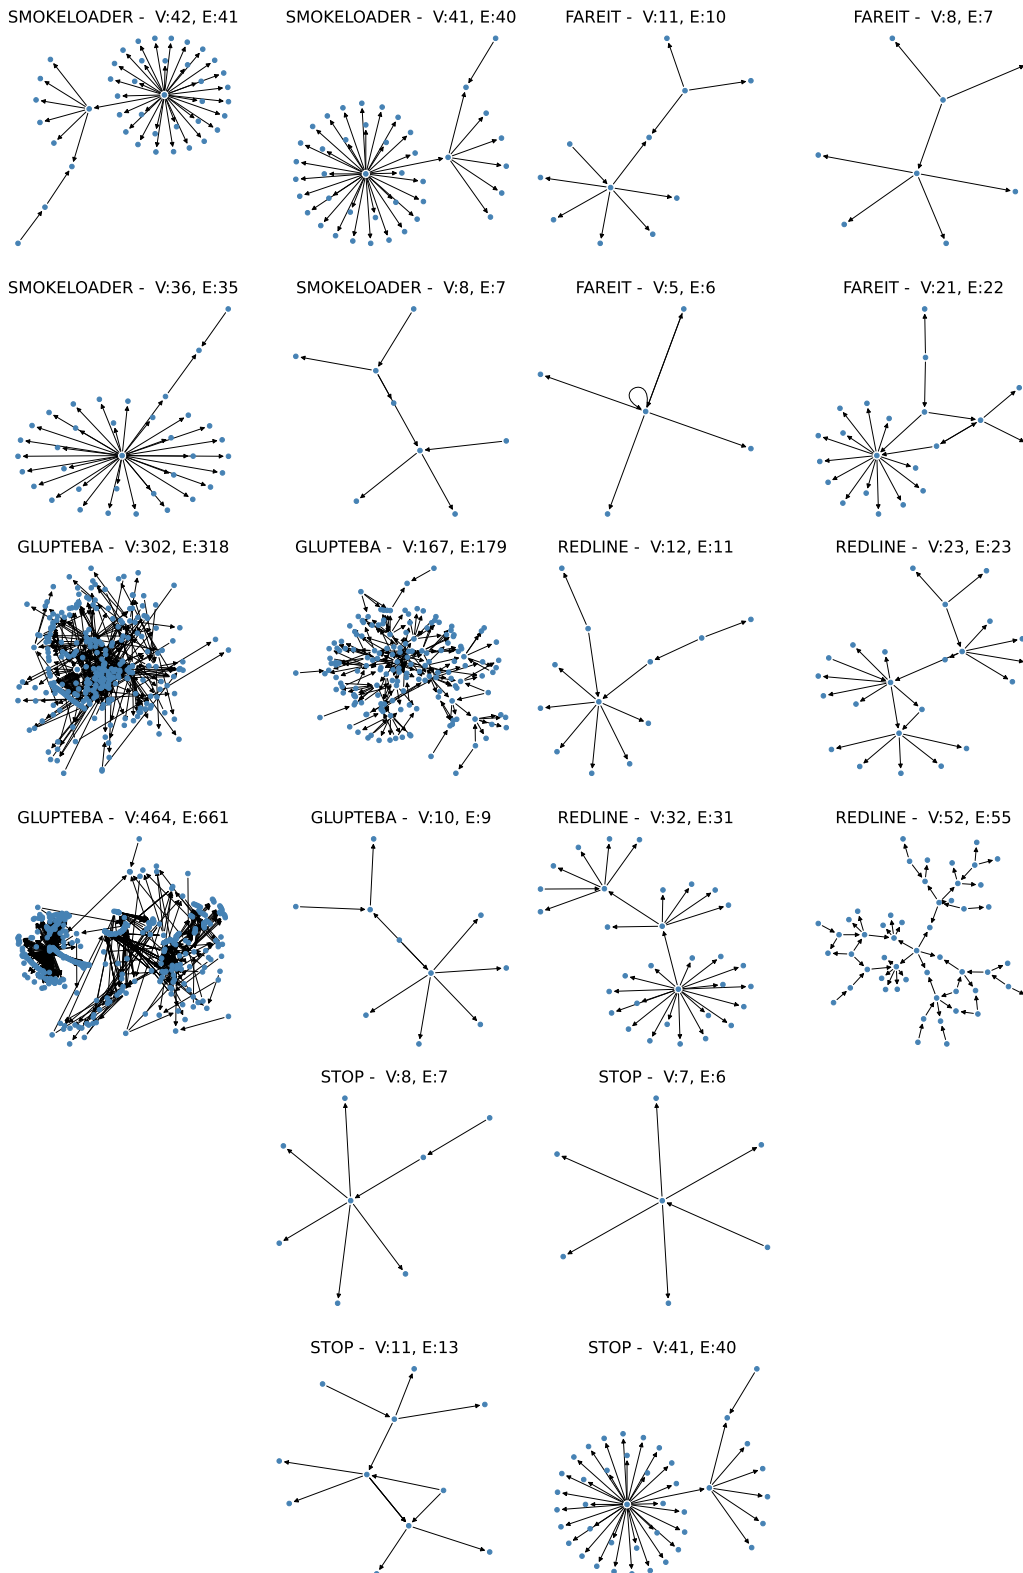 SMOKELOADER -  V:42, E:41
SMOKELOADER -  V:41, E:40
FAREIT -  V:11, E:10
FAREIT -  V:8, E:7
SMOKELOADER -  V:36, E:35
SMOKELOADER -  V:8, E:7
FAREIT -  V:5, E:6
FAREIT -  V:21, E:22
GLUPTEBA -  V:302, E:318
GLUPTEBA -  V:167, E:179
REDLINE -  V:12, E:11
REDLINE -  V:23, E:23
GLUPTEBA -  V:464, E:661
GLUPTEBA -  V:10, E:9
REDLINE -  V:32, E:31
REDLINE -  V:52, E:55
STOP -  V:8, E:7
STOP -  V:7, E:6
STOP -  V:11, E:13
STOP -  V:41, E:40